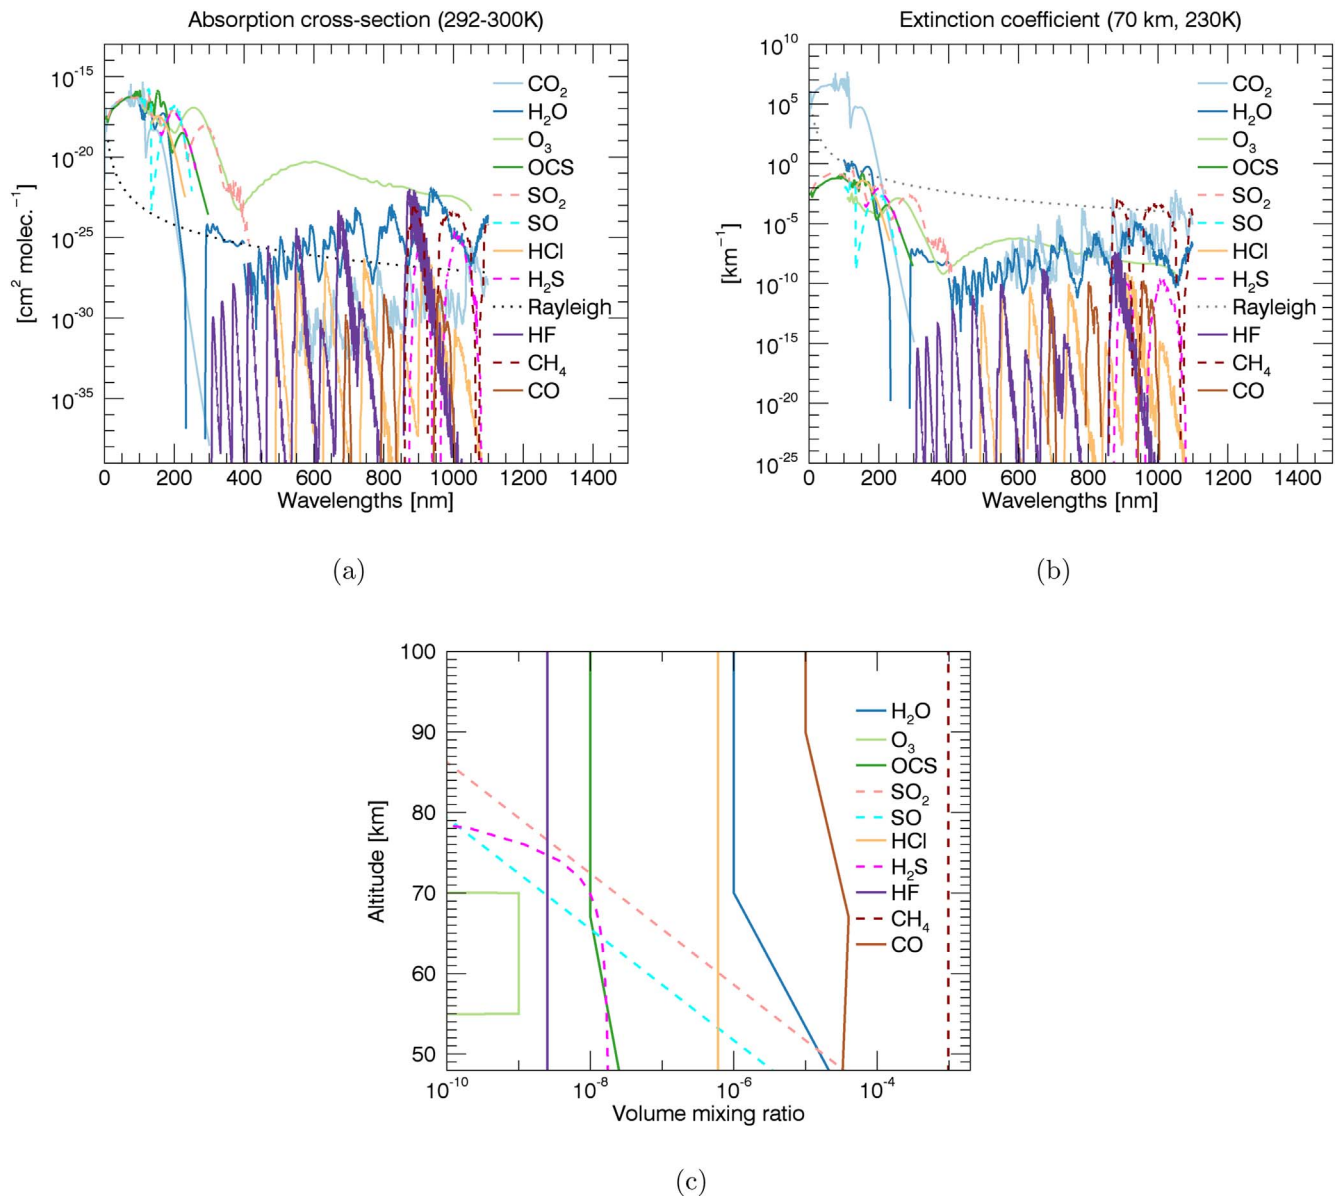 Absorption cross-section (292-300K)
[cm² molec.⁻¹]
10⁻¹⁵
10⁻²⁰
10⁻²⁵
10⁻³⁰
10⁻³⁵
CO₂
H₂O
O₃
OCS
SO₂
SO
HCl
H₂S
Rayleigh
HF
CH₄
CO
0 200 400 600 800 1000 1200 1400
Wavelengths [nm]
(a)
Extinction coefficient (70 km, 230K)
[km⁻¹]
10¹⁰
10⁵
10⁰
10⁻⁵
10⁻¹⁰
10⁻¹⁵
10⁻²⁰
10⁻²⁵
CO₂
H₂O
O₃
OCS
SO₂
SO
HCl
H₂S
Rayleigh
HF
CH₄
CO
0 200 400 600 800 1000 1200 1400
Wavelengths [nm]
(b)
Altitude [km]
100
90
80
70
60
50
H₂O
O₃
OCS
SO₂
SO
HCl
H₂S
HF
CH₄
CO
10⁻¹⁰ 10⁻⁸ 10⁻⁶ 10⁻⁴
Volume mixing ratio
(c)